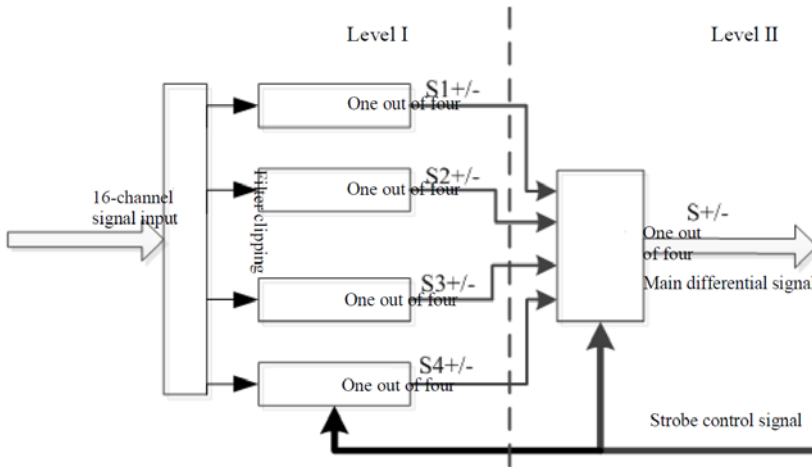 Level I
Level II
S1+/-
One out of four
16-channel
signal input
Filter clipping
S2+/-
One out of four
S+/-
One out
of four
Main differential signal
S3+/-
One out of four
S4+/-
One out of four
Strobe control signal